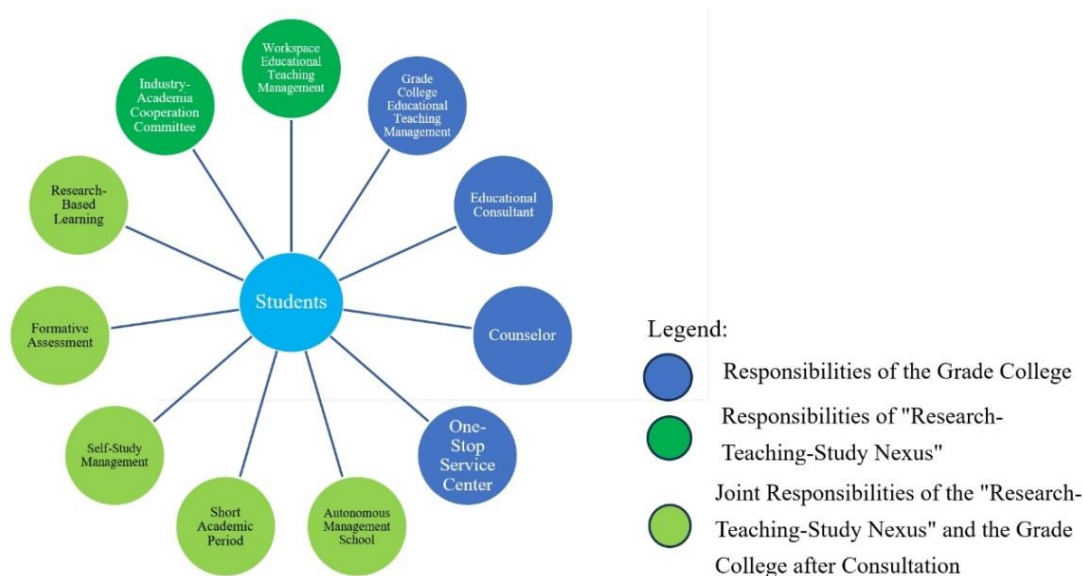 Workspace
Educational
Teaching
Management
Industry-
Academia
Cooperation
Committee
Grade
College
Educational
Teaching
Management
Research-
Based
Learning
Educational
Consultant
Students
Formative
Assessment
Counselor
Self-Study
Management
One-
Stop
Service
Center
Short
Academic
Period
Autonomous
Management
School
Legend:
Responsibilities of the Grade College
Responsibilities of "Research-
Teaching-Study Nexus"
Joint Responsibilities of the "Research-
Teaching-Study Nexus" and the Grade
College after Consultation